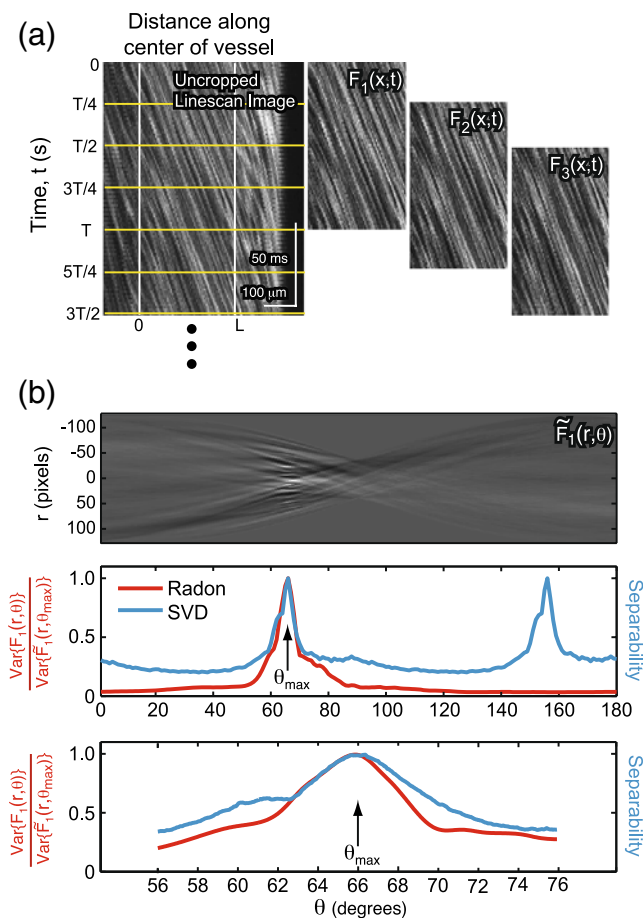 (a)
Distance along
center of vessel
Uncropped
Linescan Image
F1(x,t)
F2(x,t)
F3(x,t)
Time, t (s)
0
T/4
T/2
3T/4
T
5T/4
3T/2
50 ms
100 μm
0 L
(b)
F̃1(r,θ)
r (pixels)
-100
-50
0
50
100
Var{F1(r,θ)}
Var{F̃1(r,θmax)}
1.0
0.5
0
Radon
SVD
θmax
Separability
0 20 40 60 80 100 120 140 160 180
Var{F1(r,θ)}
Var{F̃1(r,θmax)}
1.0
0.5
0
θmax
Separability
56 58 60 62 64 66 68 70 72 74 76
θ (degrees)